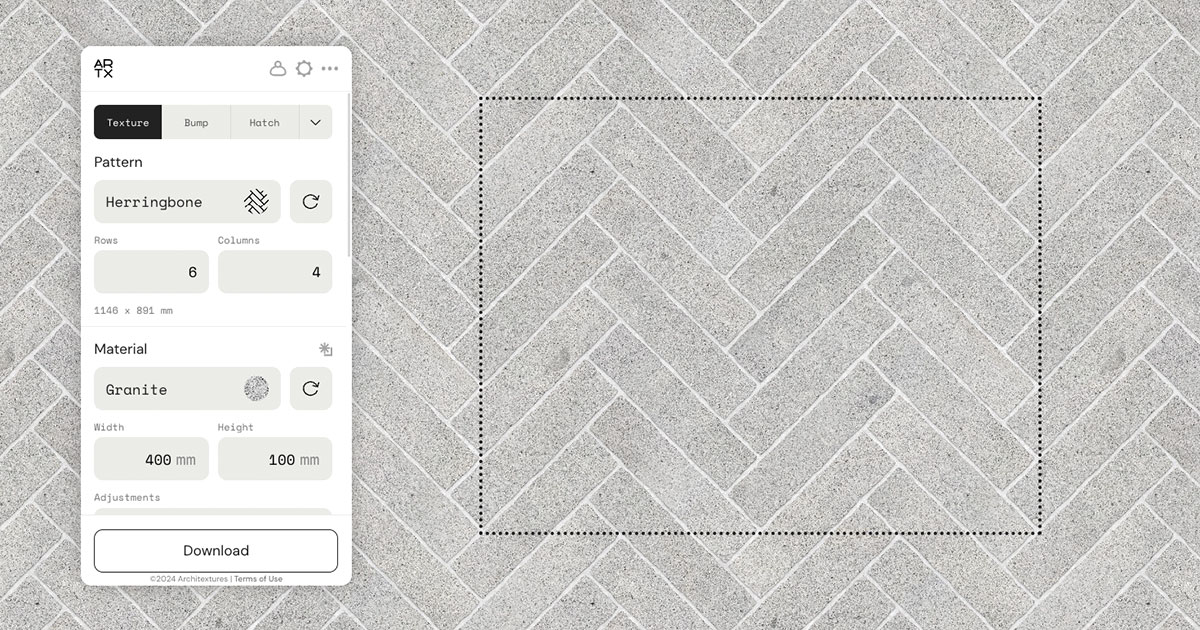 AR
TX
Texture Bump Hatch
Pattern
Herringbone
Rows Columns
6 4
1146 x 891 mm
Material
Granite
Width Height
400 mm 100 mm
Adjustments
Download
©2024 Architextures | Terms of Use